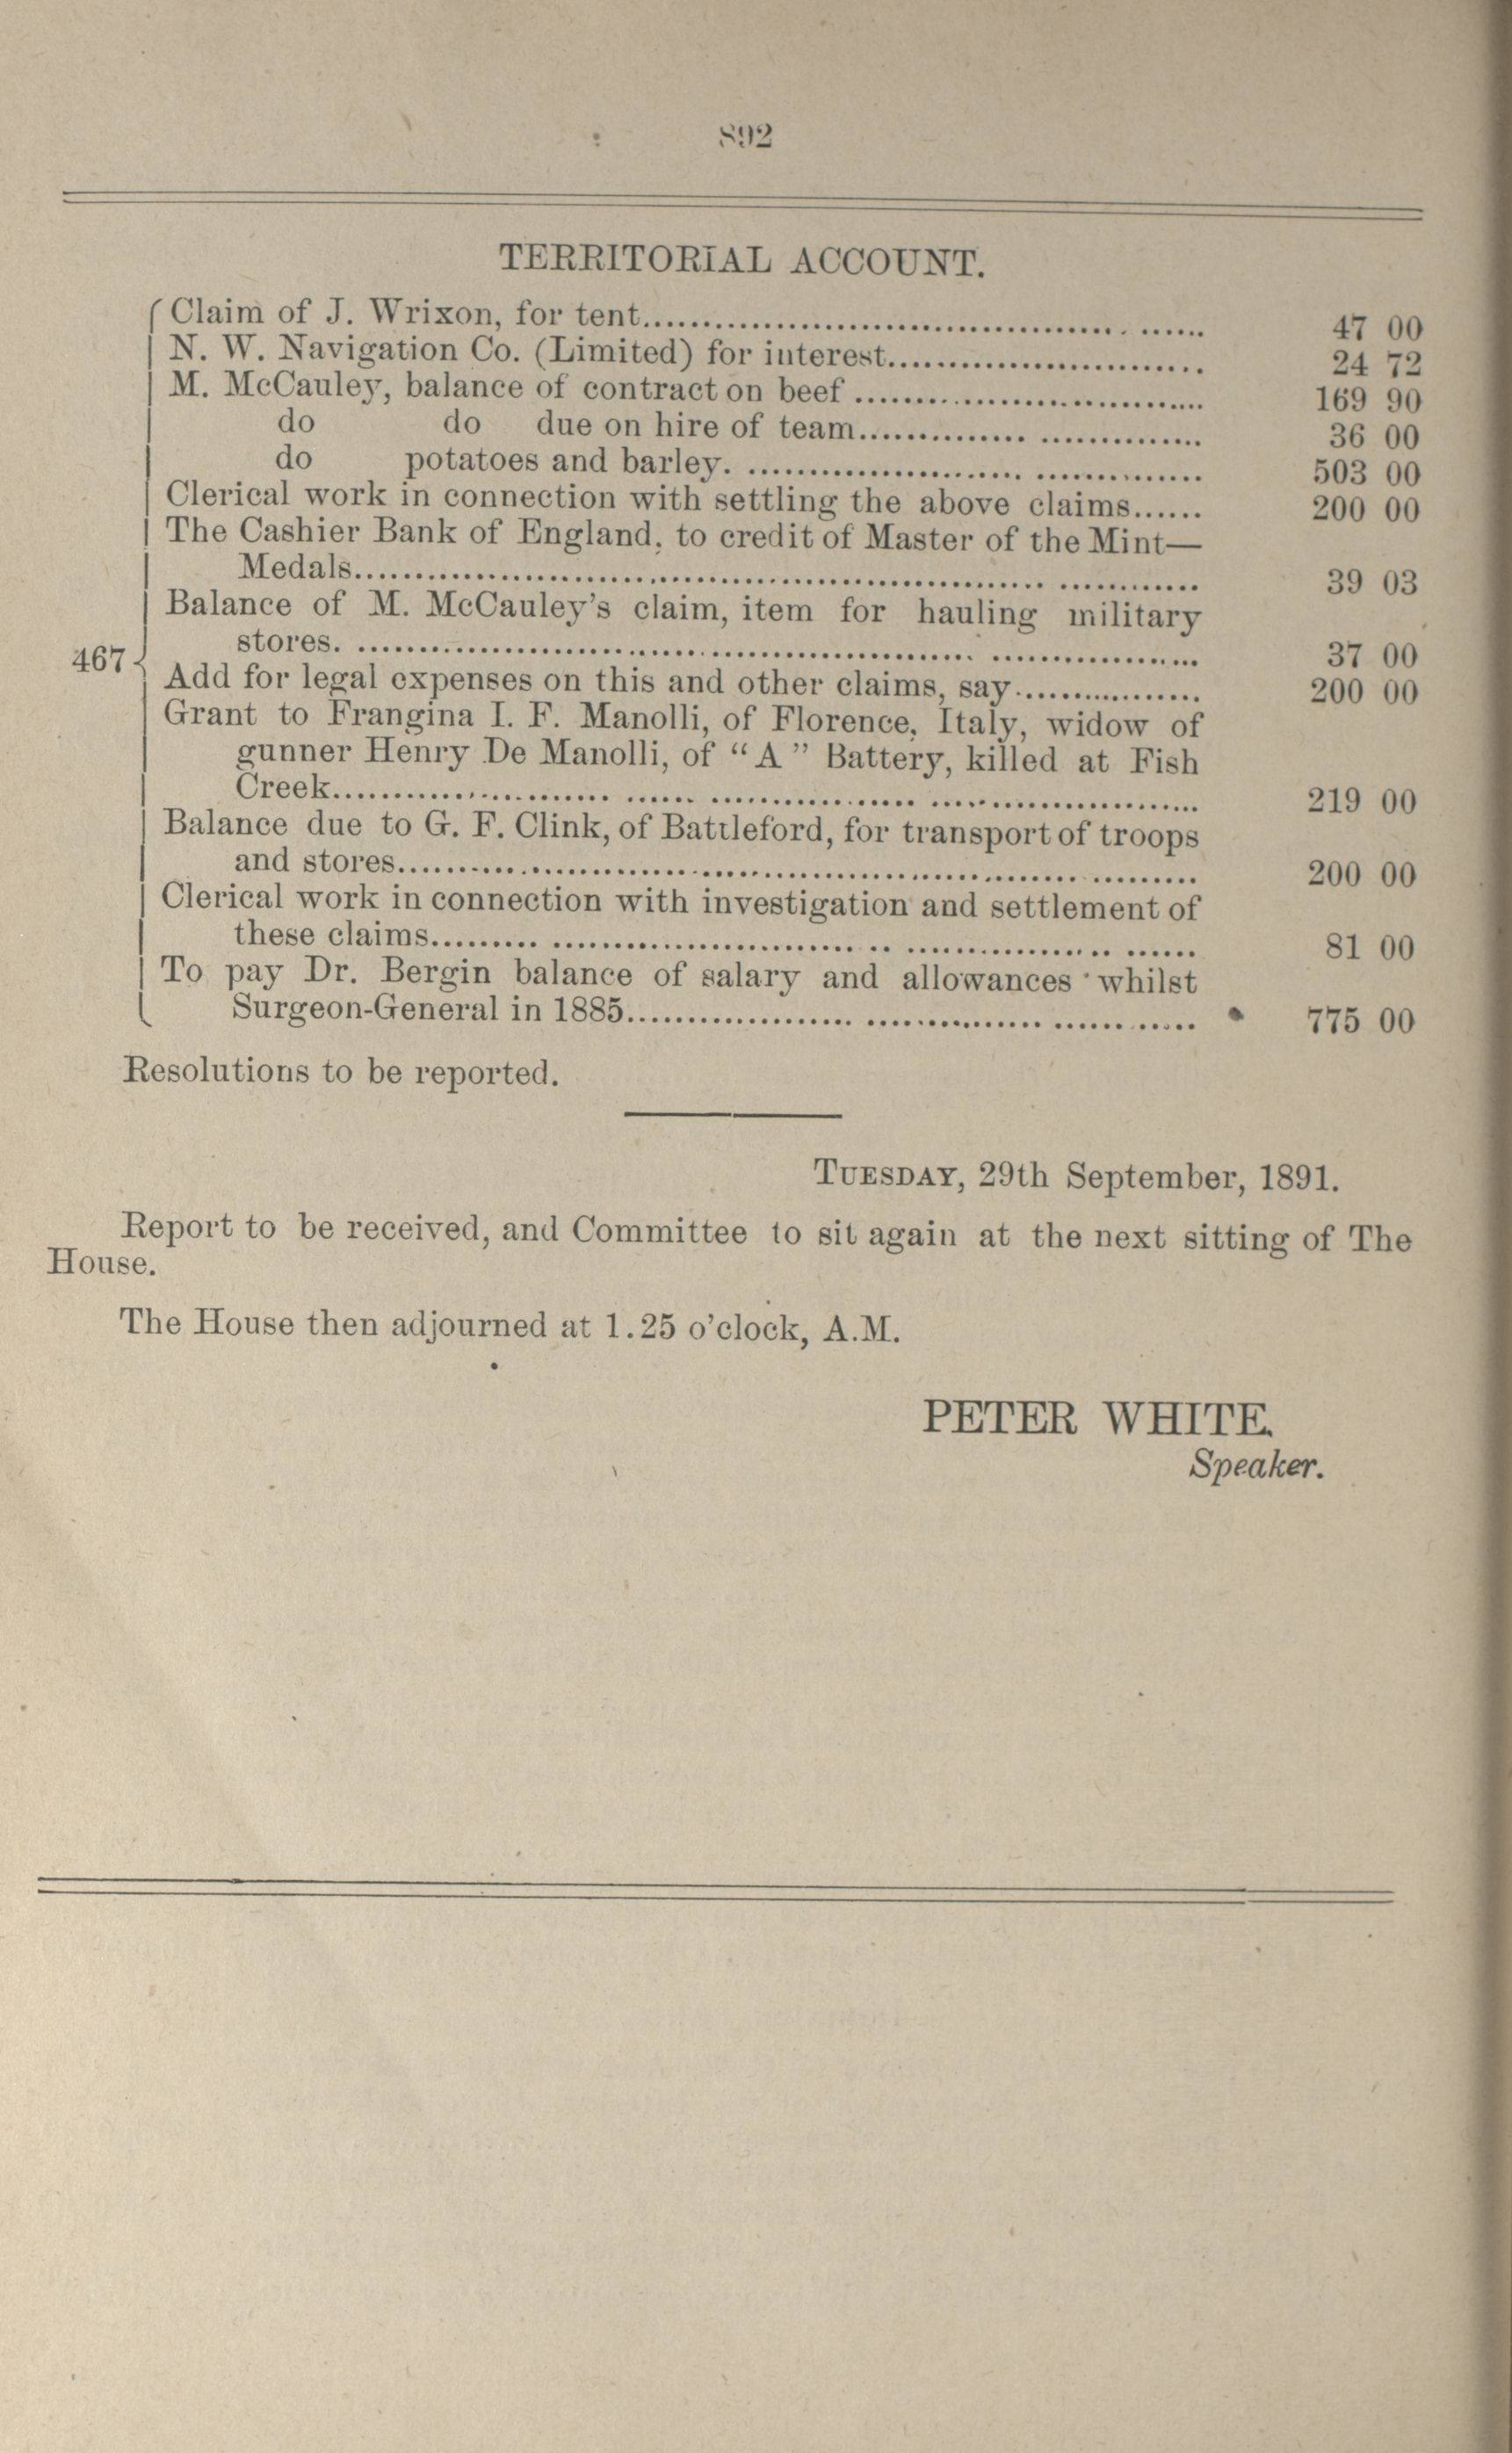 892
TERRITORIAL ACCOUNT.
Claim of J. Wrixon, for tent............ 47 00
N. W. Navigation Co. (Limited) for interest............ 24 72
M. McCauley, balance of contract on beef ............ 169 90
do do due on hire of team............ 36 00
do potatoes and barley. ............ 503 00
Clerical work in connection with settling the above claims...... 200 00
The Cashier Bank of England, to credit of Master of the Mint—
Medals............ 39 03
Balance of M. McCauley's claim, item for hauling military
467 stores. ............ 37 00
Add for legal expenses on this and other claims, say............ 200 00
Grant to Frangina I. F. Manolli, of Florence, Italy, widow of
gunner Henry De Manolli, of “A” Battery, killed at Fish
Creek............ 219 00
Balance due to G. F. Clink, of Battleford, for transport of troops
and stores............ 200 00
Clerical work in connection with investigation and settlement of
these claims............ 81 00
To pay Dr. Bergin balance of salary and allowances whilst
Surgeon-General in 1885............ 775 00
Resolutions to be reported.
TUESDAY, 29th September, 1891.
Report to be received, and Committee to sit again at the next sitting of The
House.
The House then adjourned at 1.25 o'clock, A.M.
PETER WHITE.
Speaker.